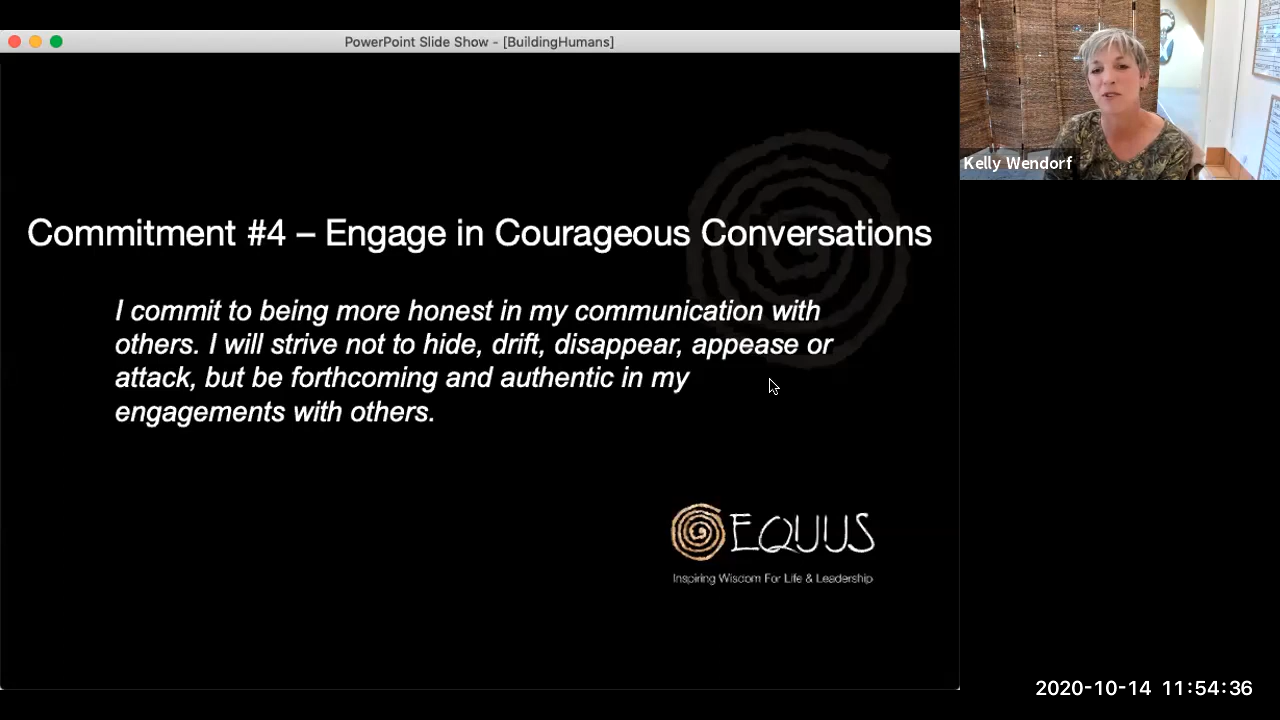 PowerPoint Slide Show - [BuildingHumans]
Kelly Wendorf
Commitment #4 – Engage in Courageous Conversations
I commit to being more honest in my communication with
others. I will strive not to hide, drift, disappear, appease or
attack, but be forthcoming and authentic in my
engagements with others.
EQUUS
Inspiring Wisdom For Life & Leadership
2020-10-14 11:54:36